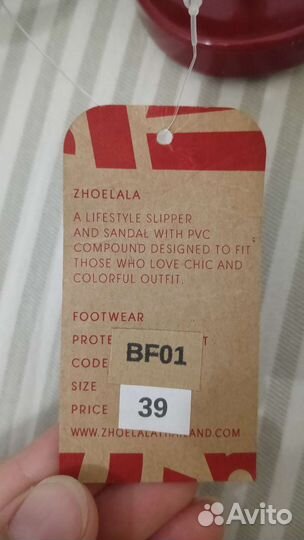 ZHOELALA
A LIFESTYLE SLIPPER
AND SANDAL WITH PVC
COMPOUND DESIGNED TO FIT
THOSE WHO LOVE CHIC AND
COLORFUL OUTFIT.
FOOTWEAR
CODE BF01
SIZE
PRICE 39
WWW.ZHOELALATHAILAND.COM
Avito